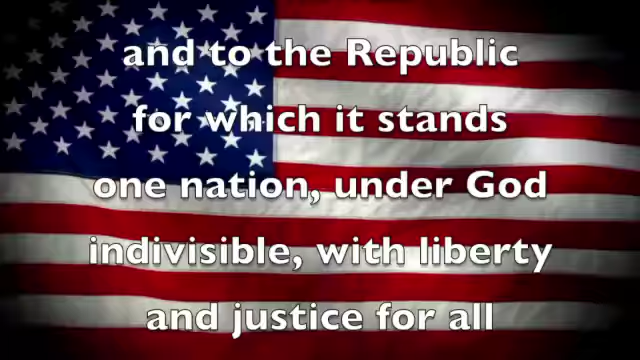 and to the Republic
for which it stands
one nation, under God
indivisible, with liberty
and justice for all